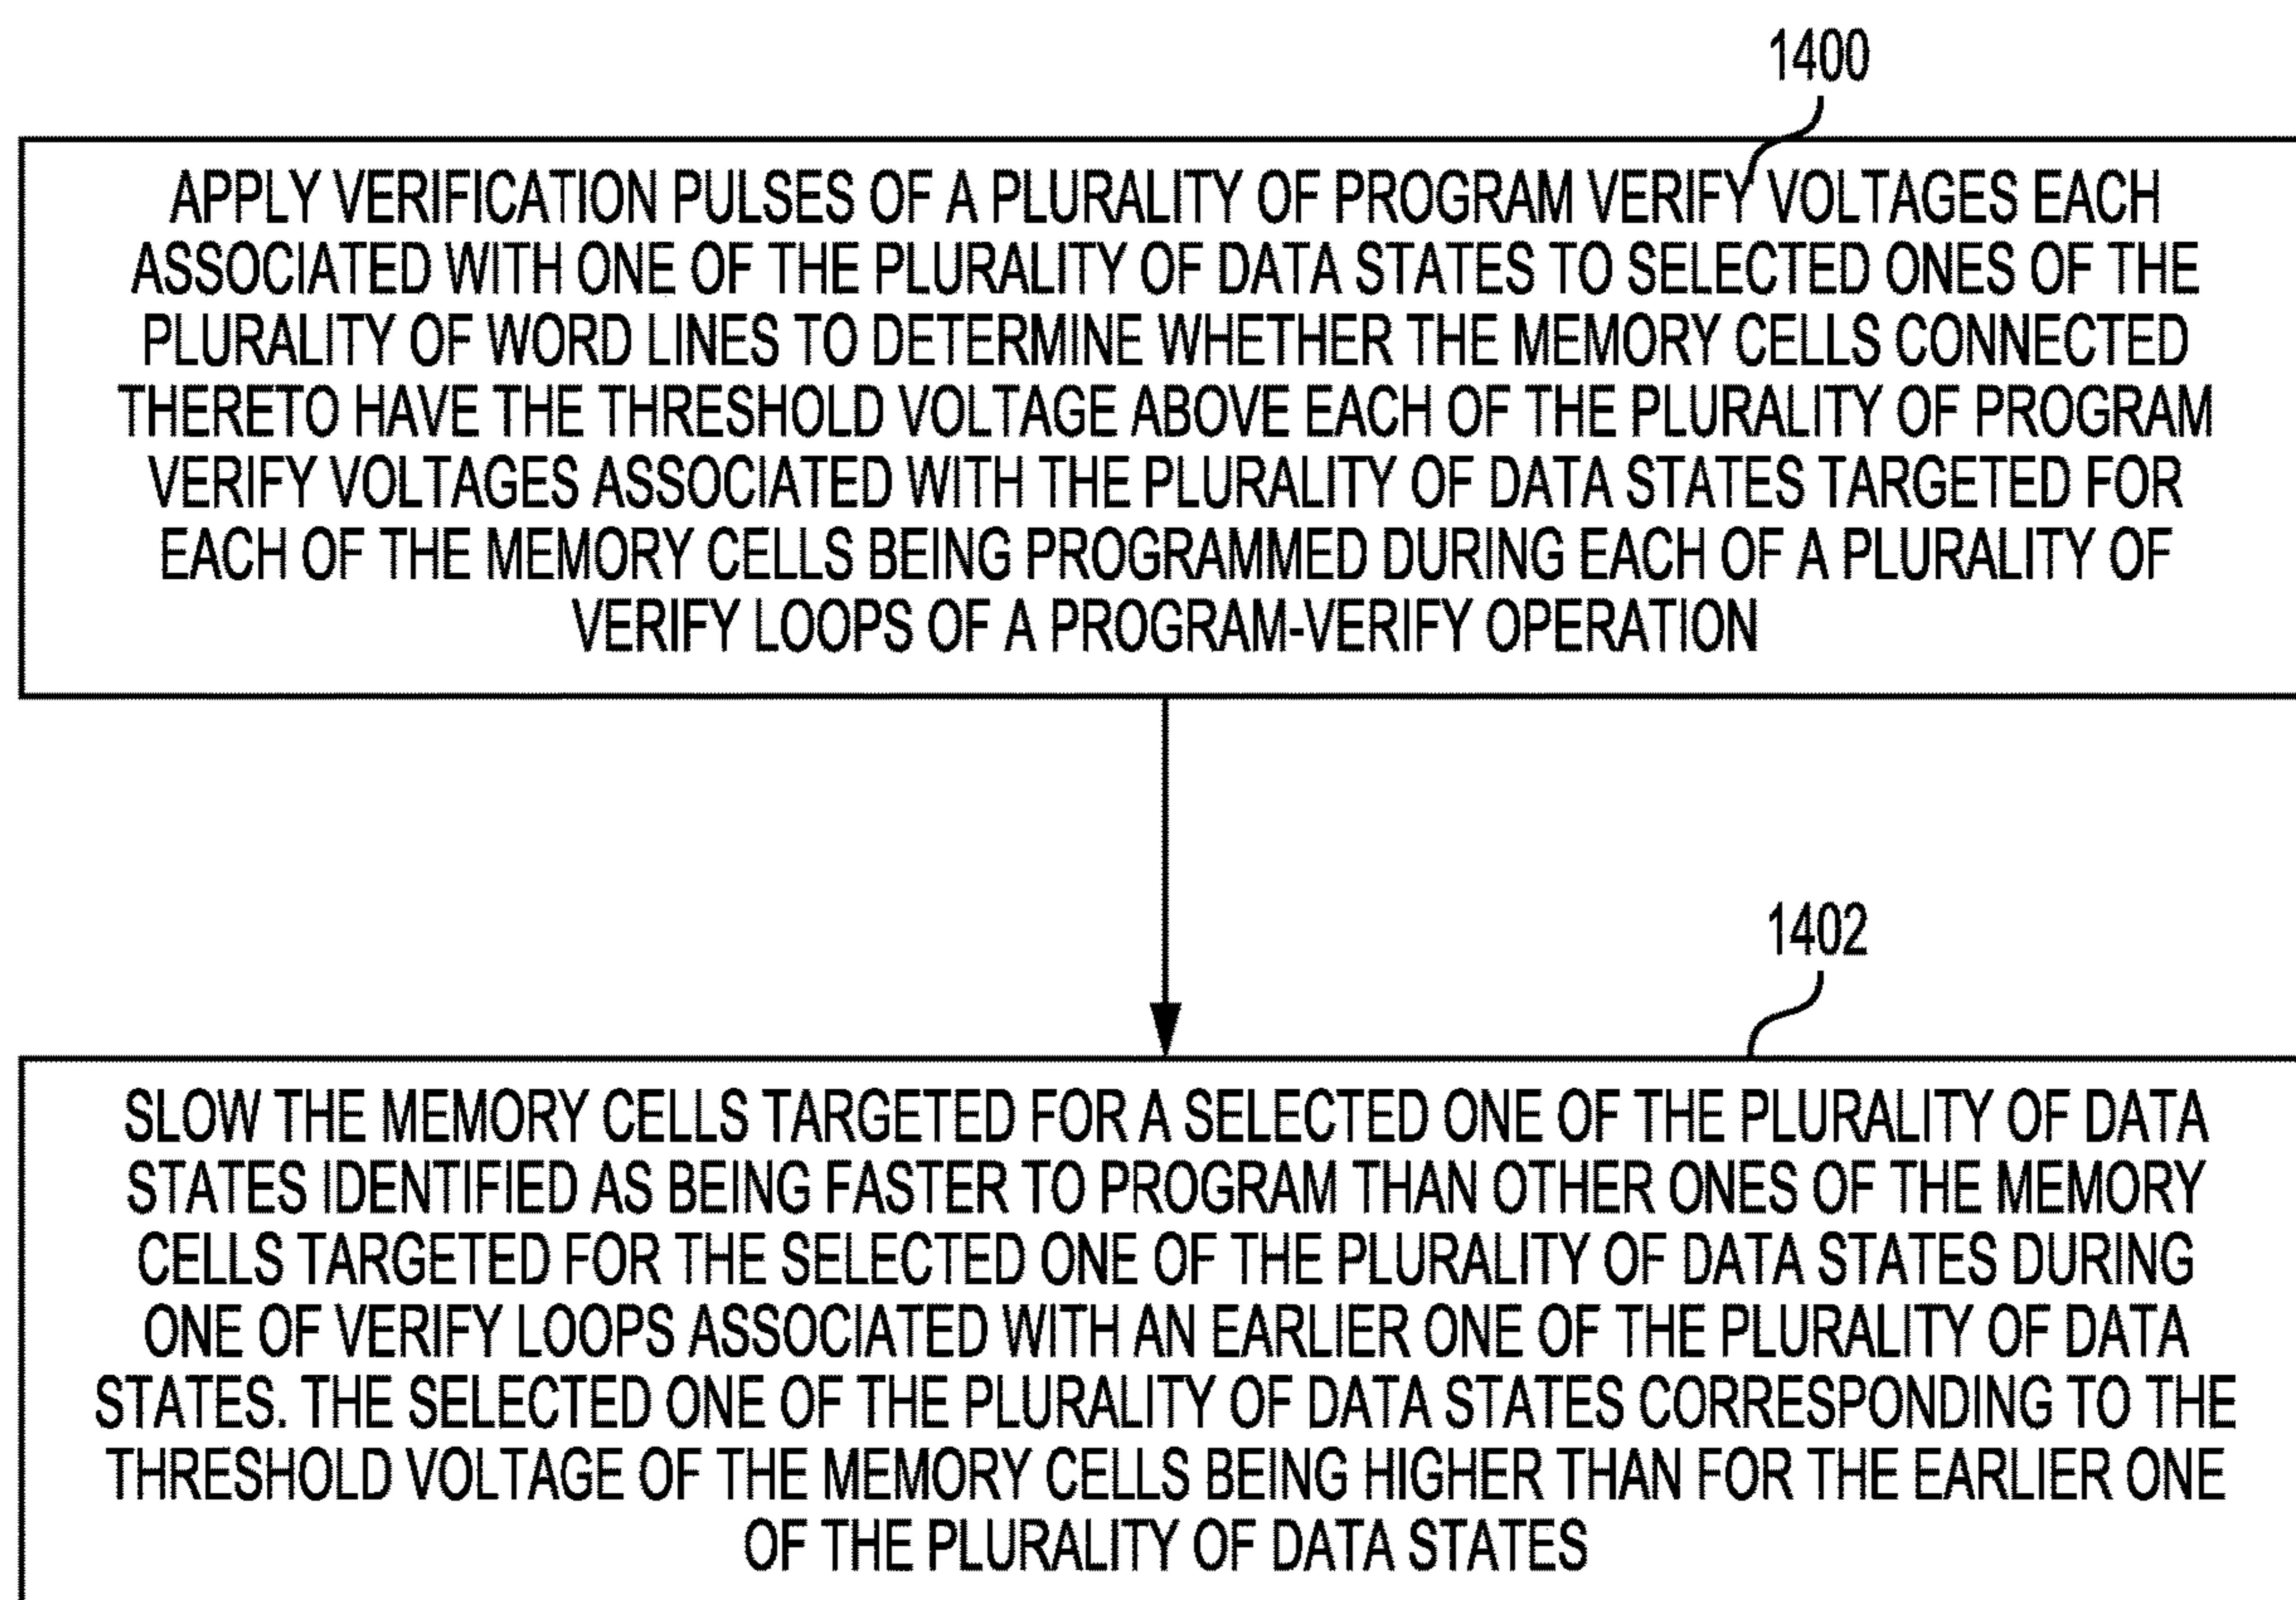 1400
APPLY VERIFICATION PULSES OF A PLURALITY OF PROGRAM VERIFY VOLTAGES EACH
ASSOCIATED WITH ONE OF THE PLURALITY OF DATA STATES TO SELECTED ONES OF THE
PLURALITY OF WORD LINES TO DETERMINE WHETHER THE MEMORY CELLS CONNECTED
THERETO HAVE THE THRESHOLD VOLTAGE ABOVE EACH OF THE PLURALITY OF PROGRAM
VERIFY VOLTAGES ASSOCIATED WITH THE PLURALITY OF DATA STATES TARGETED FOR
EACH OF THE MEMORY CELLS BEING PROGRAMMED DURING EACH OF A PLURALITY OF
VERIFY LOOPS OF A PROGRAM-VERIFY OPERATION
1402
SLOW THE MEMORY CELLS TARGETED FOR A SELECTED ONE OF THE PLURALITY OF DATA
STATES IDENTIFIED AS BEING FASTER TO PROGRAM THAN OTHER ONES OF THE MEMORY
CELLS TARGETED FOR THE SELECTED ONE OF THE PLURALITY OF DATA STATES DURING
ONE OF VERIFY LOOPS ASSOCIATED WITH AN EARLIER ONE OF THE PLURALITY OF DATA
STATES. THE SELECTED ONE OF THE PLURALITY OF DATA STATES CORRESPONDING TO THE
THRESHOLD VOLTAGE OF THE MEMORY CELLS BEING HIGHER THAN FOR THE EARLIER ONE
OF THE PLURALITY OF DATA STATES